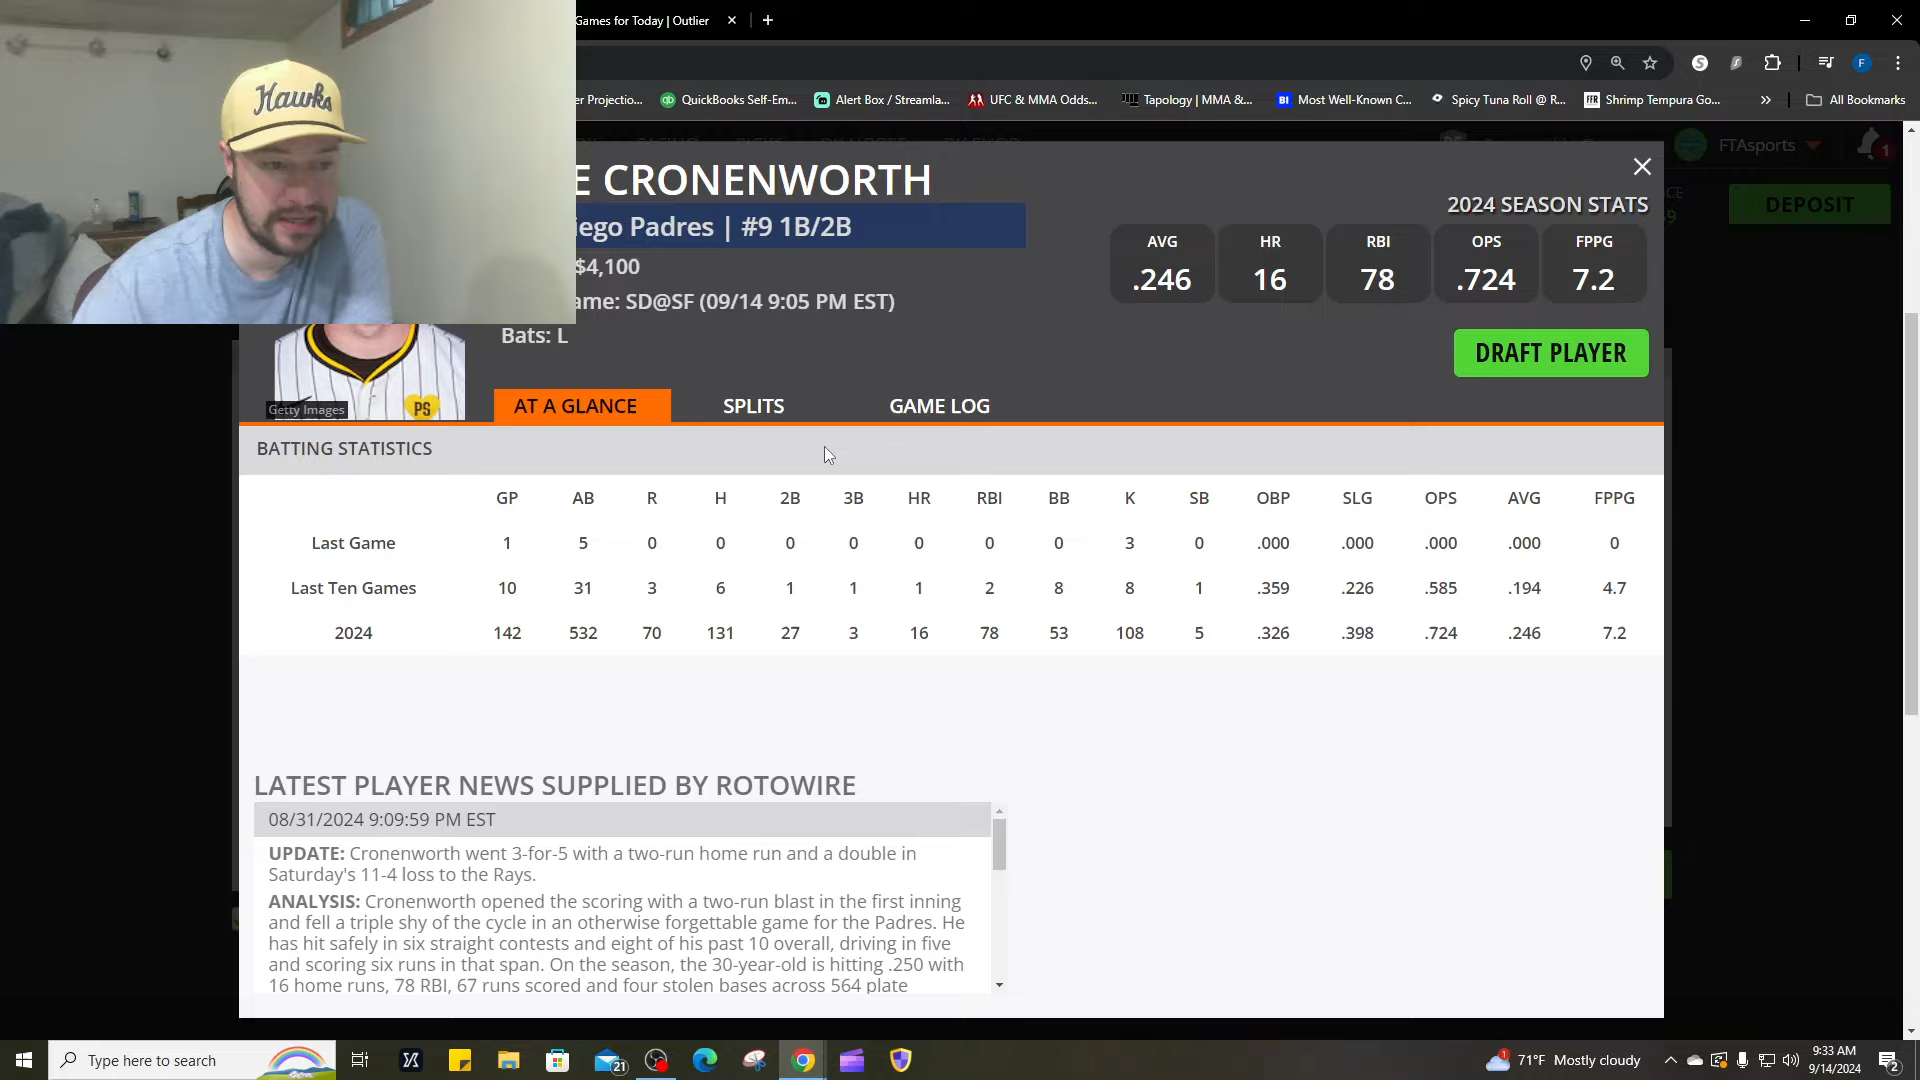 Games for Today | Outlier
er Projectio...
QuickBooks Self-Em...
Alert Box / Streamla...
UFC & MMA Odds...
Tapology | MMA &...
Most Well-Known C...
Spicy Tuna Roll @ R...
Shrimp Tempura Go...
All Bookmarks
Hawks
FTAsports
1
DEPOSIT
E CRONENWORTH
iego Padres | #9 1B/2B
$4,100
ame: SD@SF (09/14 9:05 PM EST)
Bats: L
2024 SEASON STATS
AVG HR RBI OPS FPPG
.246 16 78 .724 7.2
DRAFT PLAYER
Getty Images
PS
AT A GLANCE SPLITS GAME LOG
BATTING STATISTICS
GP AB R H 2B 3B HR RBI BB K SB OBP SLG OPS AVG FPPG
Last Game 1 5 0 0 0 0 0 0 0 3 0 .000 .000 .000 .000 0
Last Ten Games 10 31 3 6 1 1 1 2 8 8 1 .359 .226 .585 .194 4.7
2024 142 532 70 131 27 3 16 78 53 108 5 .326 .398 .724 .246 7.2
LATEST PLAYER NEWS SUPPLIED BY ROTOWIRE
08/31/2024 9:09:59 PM EST
UPDATE: Cronenworth went 3-for-5 with a two-run home run and a double in
Saturday's 11-4 loss to the Rays.
ANALYSIS: Cronenworth opened the scoring with a two-run blast in the first inning
and fell a triple shy of the cycle in an otherwise forgettable game for the Padres. He
has hit safely in six straight contests and eight of his past 10 overall, driving in five
and scoring six runs in that span. On the season, the 30-year-old is hitting .250 with
16 home runs, 78 RBI, 67 runs scored and four stolen bases across 564 plate
Type here to search
21
71°F Mostly cloudy
9:33 AM
9/14/2024
2